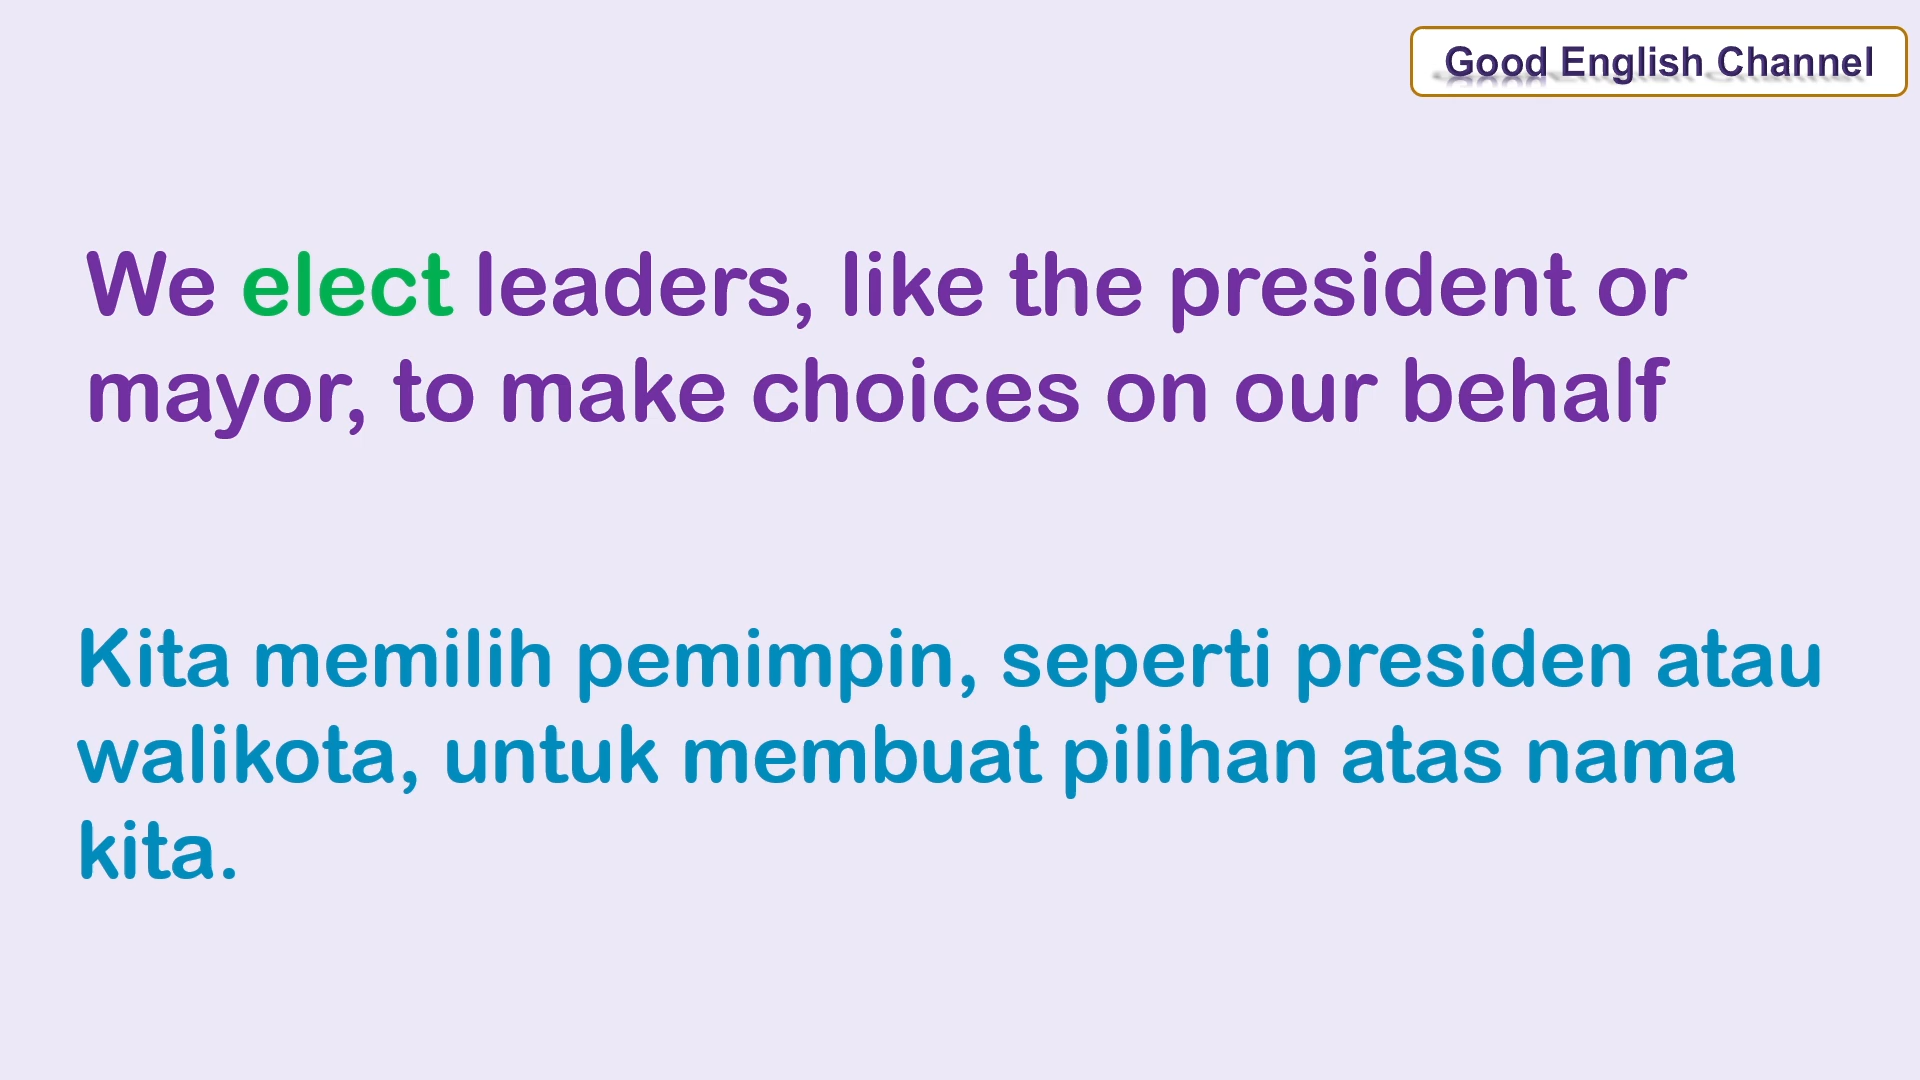 Good English Channel
We elect leaders, like the president or
mayor, to make choices on our behalf
Kita memilih pemimpin, seperti presiden atau
walikota, untuk membuat pilihan atas nama
kita.